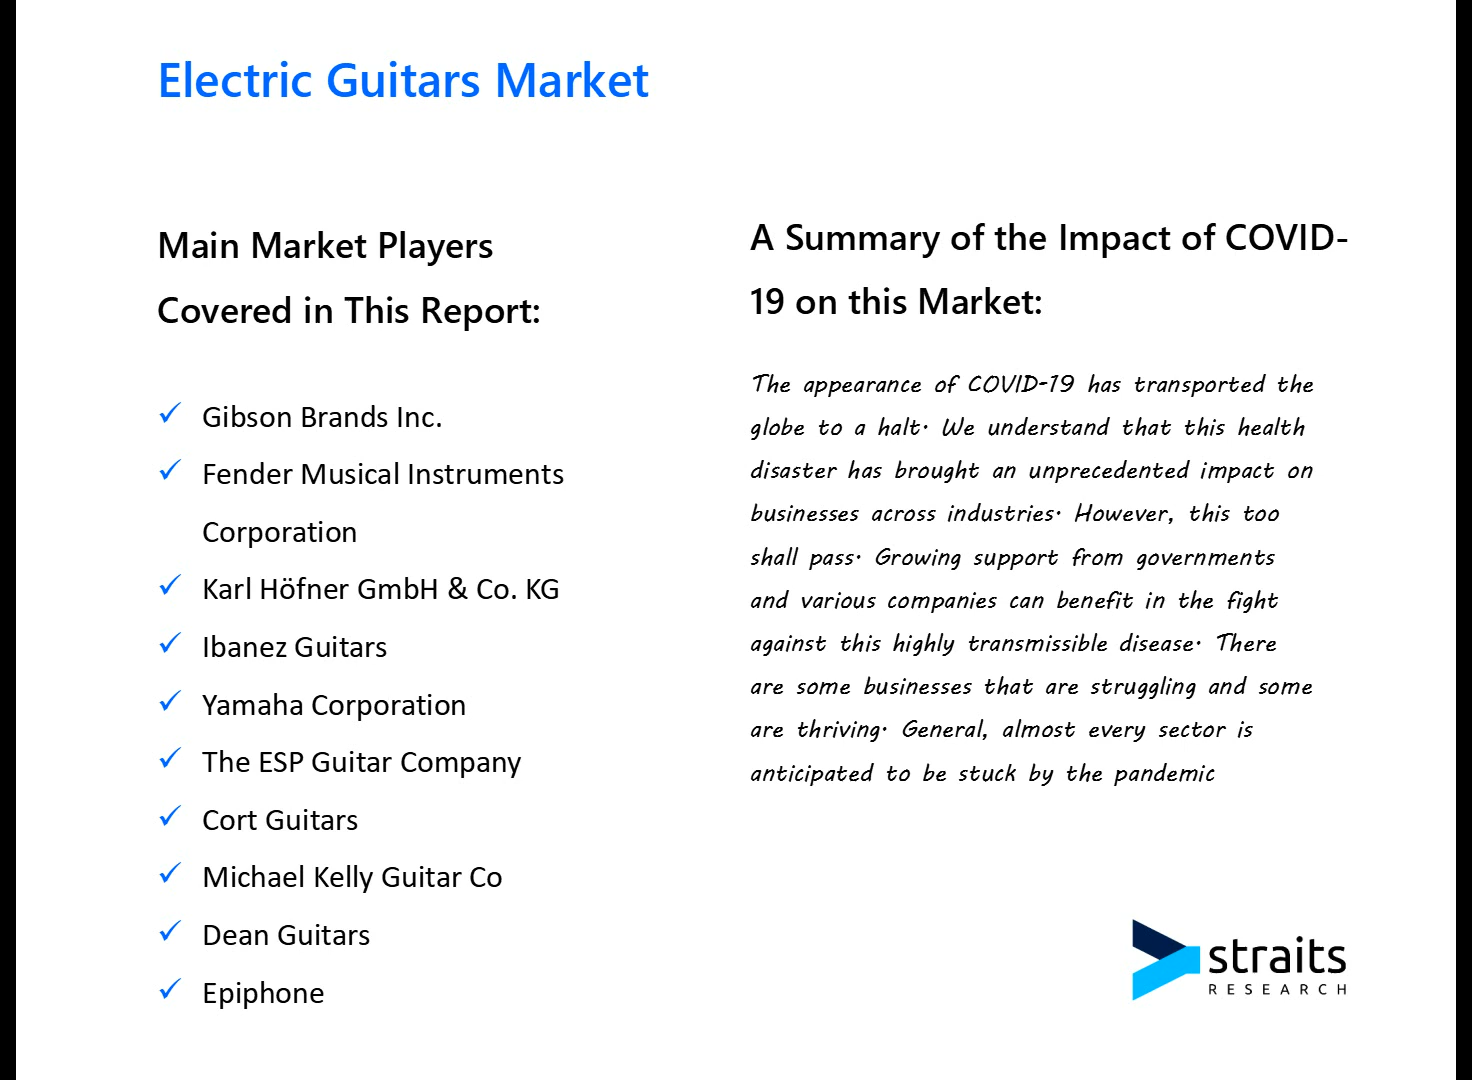 Electric Guitars Market
Main Market Players
Covered in This Report:
Gibson Brands Inc.
Fender Musical Instruments
Corporation
Karl Höfner GmbH & Co. KG
Ibanez Guitars
Yamaha Corporation
The ESP Guitar Company
Cort Guitars
Michael Kelly Guitar Co
Dean Guitars
Epiphone
A Summary of the Impact of COVID-
19 on this Market:
The appearance of COVID-19 has transported the
globe to a halt. We understand that this health
disaster has brought an unprecedented impact on
businesses across industries. However, this too
shall pass. Growing support from governments
and various companies can benefit in the fight
against this highly transmissible disease. There
are some businesses that are struggling and some
are thriving. General, almost every sector is
anticipated to be stuck by the pandemic
straits
RESEARCH